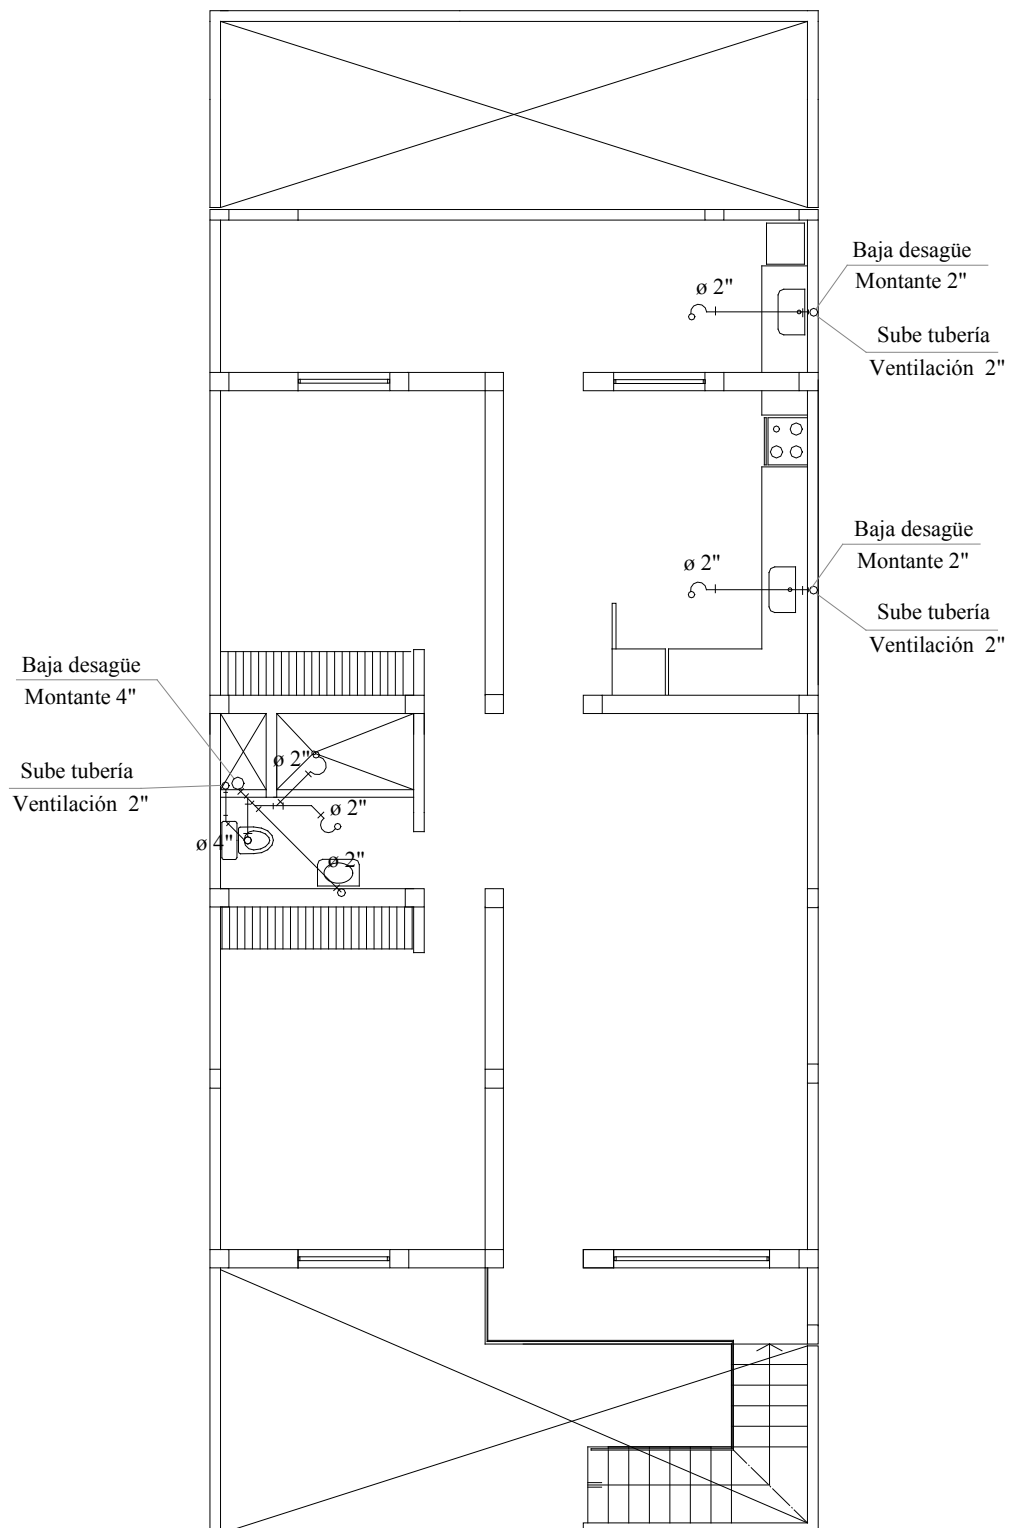 Baja desagüe
Montante 2"
ø 2"
Sube tubería
Ventilación 2"
Baja desagüe
Montante 2"
ø 2"
Sube tubería
Ventilación 2"
Baja desagüe
Montante 4"
ø 2"
Sube tubería
Ventilación 2"
ø 2"
ø 4"
ø 2"